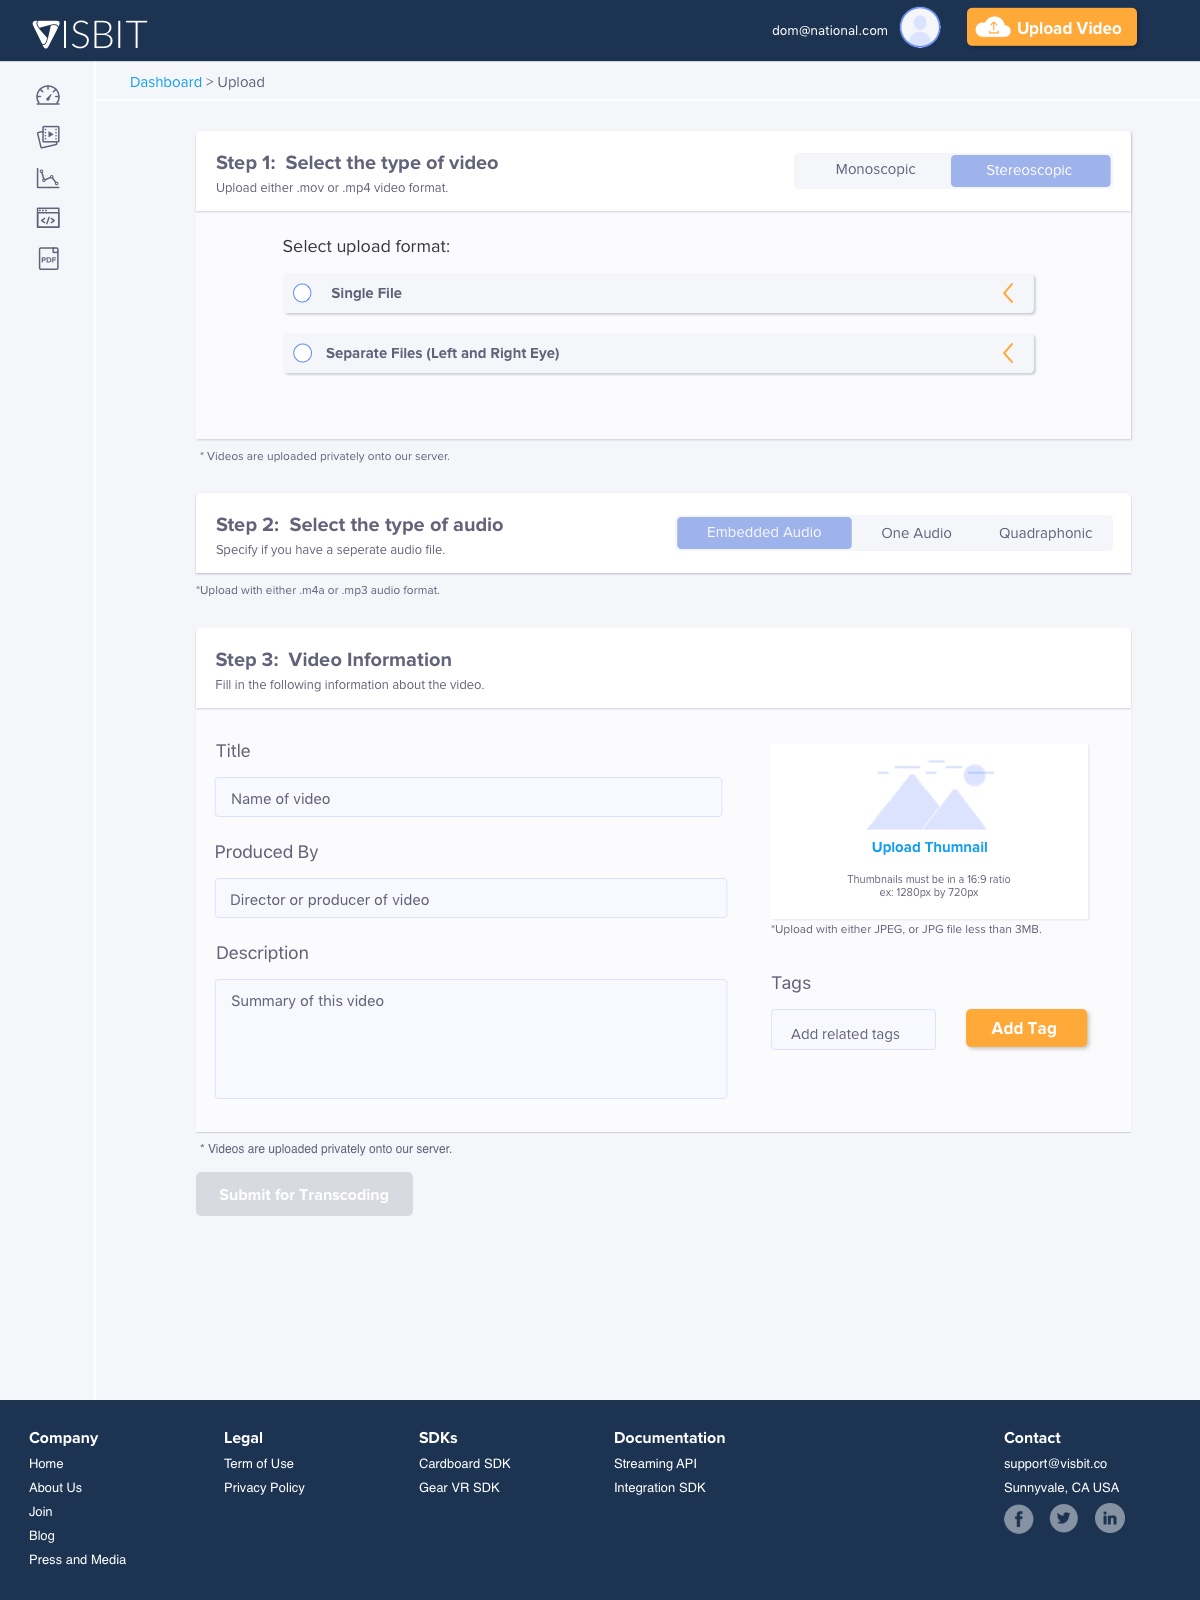 VISBIT
dom@national.com
Upload Video
Dashboard > Upload
Step 1:  Select the type of video
Upload either .mov or .mp4 video format.
Monoscopic
Stereoscopic
Select upload format:
Single File
Separate Files (Left and Right Eye)
* Videos are uploaded privately onto our server.
Step 2:  Select the type of audio
Specify if you have a seperate audio file.
Embedded Audio
One Audio
Quadraphonic
*Upload with either .m4a or .mp3 audio format.
Step 3:  Video Information
Fill in the following information about the video.
Title
Name of video
Produced By
Director or producer of video
Description
Summary of this video
Upload Thumnail
Thumbnails must be in a 16:9 ratio
ex: 1280px by 720px
*Upload with either JPEG, or JPG file less than 3MB.
Tags
Add related tags
Add Tag
* Videos are uploaded privately onto our server.
Submit for Transcoding
PDF
Company
Home
About Us
Join
Blog
Press and Media
Legal
Term of Use
Privacy Policy
SDKs
Cardboard SDK
Gear VR SDK
Documentation
Streaming API
Integration SDK
Contact
support@visbit.co
Sunnyvale, CA USA